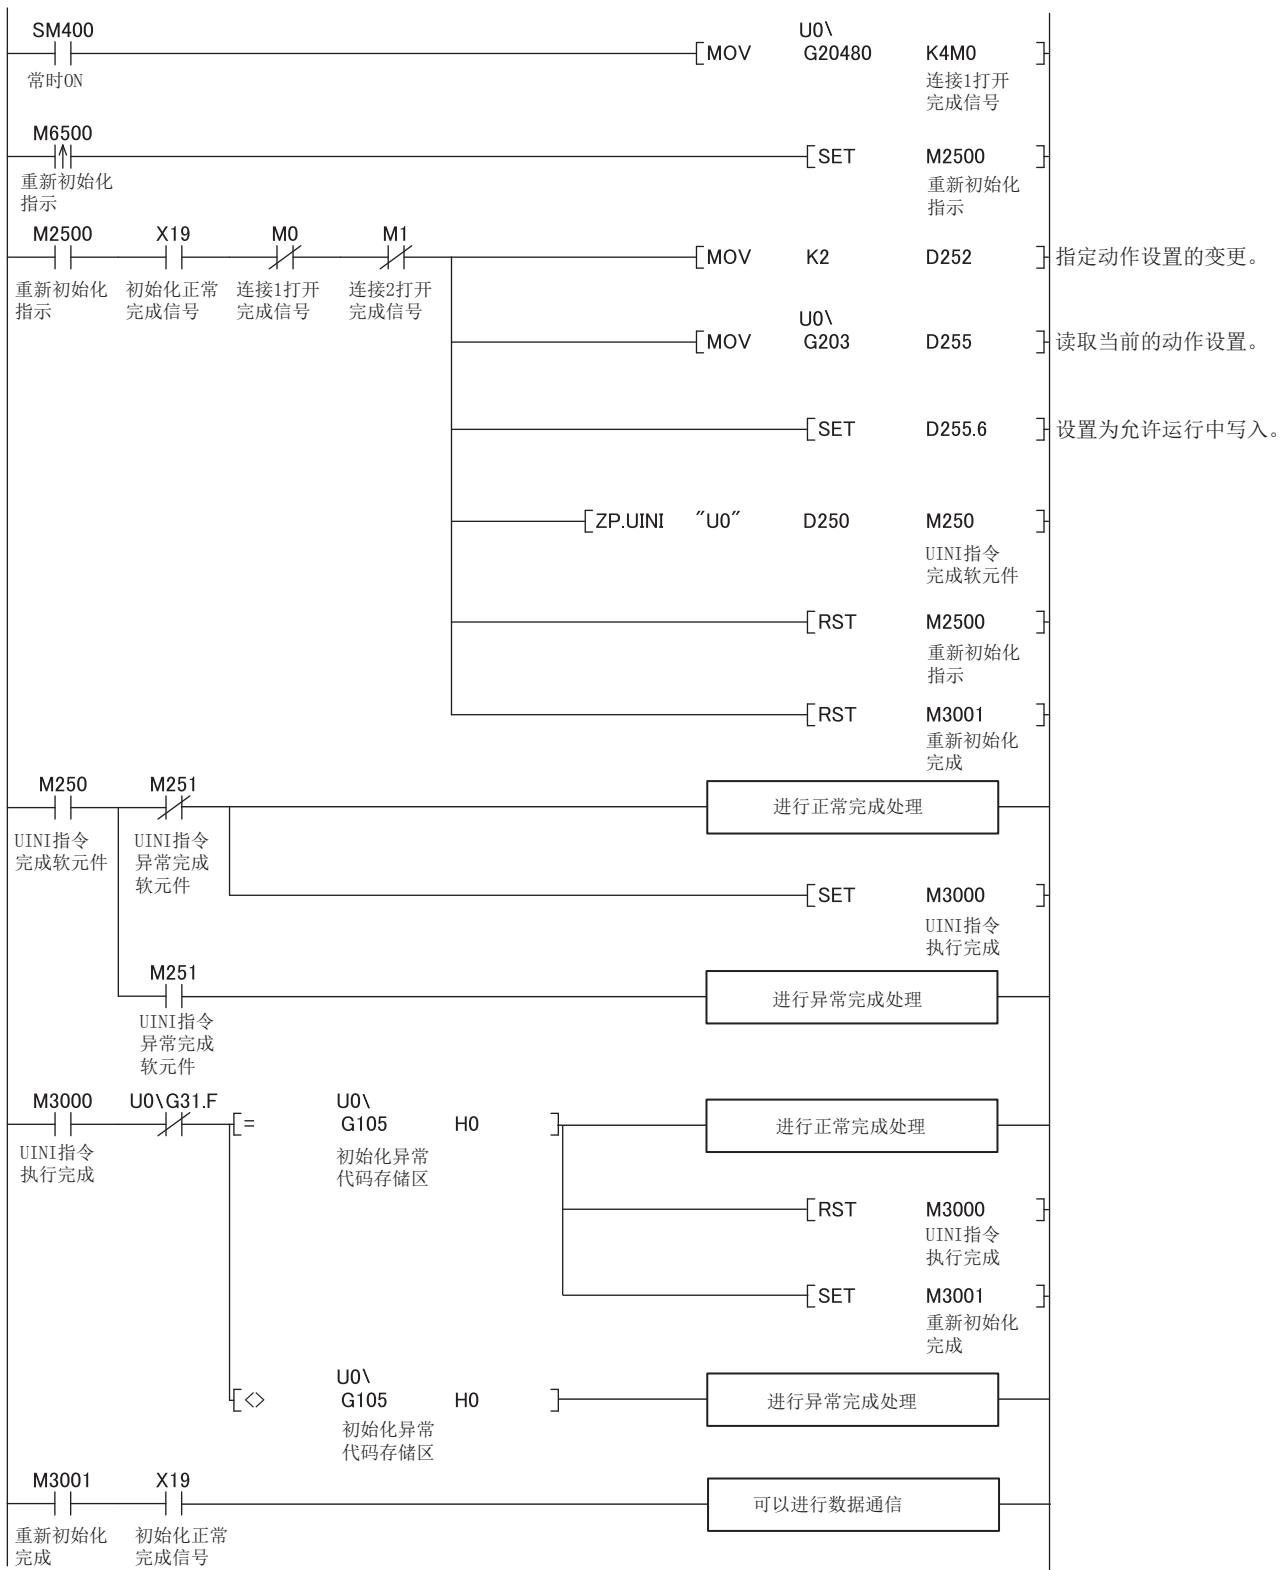 SM400
U0\
MOV G20480 K4M0
常时ON
连接1打开
完成信号
M6500
SET M2500
重新初始化
指示
重新初始化
指示
M2500 X19 M0 M1
MOV K2 D252 指定动作设置的变更。
重新初始化 初始化正常 连接1打开 连接2打开
指示 完成信号 完成信号 完成信号
U0\
MOV G203 D255 读取当前的动作设置。
SET D255.6 设置为允许运行中写入。
ZP.UINI "U0" D250 M250
UINI指令
完成软元件
RST M2500
重新初始化
指示
RST M3001
重新初始化
完成
M250 M251
进行正常完成处理
UINI指令 UINI指令
完成软元件 异常完成
软元件
SET M3000
UINI指令
执行完成
M251
进行异常完成处理
UINI指令
异常完成
软元件
M3000 U0\G31.F U0\
= G105 H0 进行正常完成处理
UINI指令 初始化异常
执行完成 代码存储区
RST M3000
UINI指令
执行完成
SET M3001
重新初始化
完成
U0\
<> G105 H0 进行异常完成处理
初始化异常
代码存储区
M3001 X19
可以进行数据通信
重新初始化 初始化正常
完成 完成信号